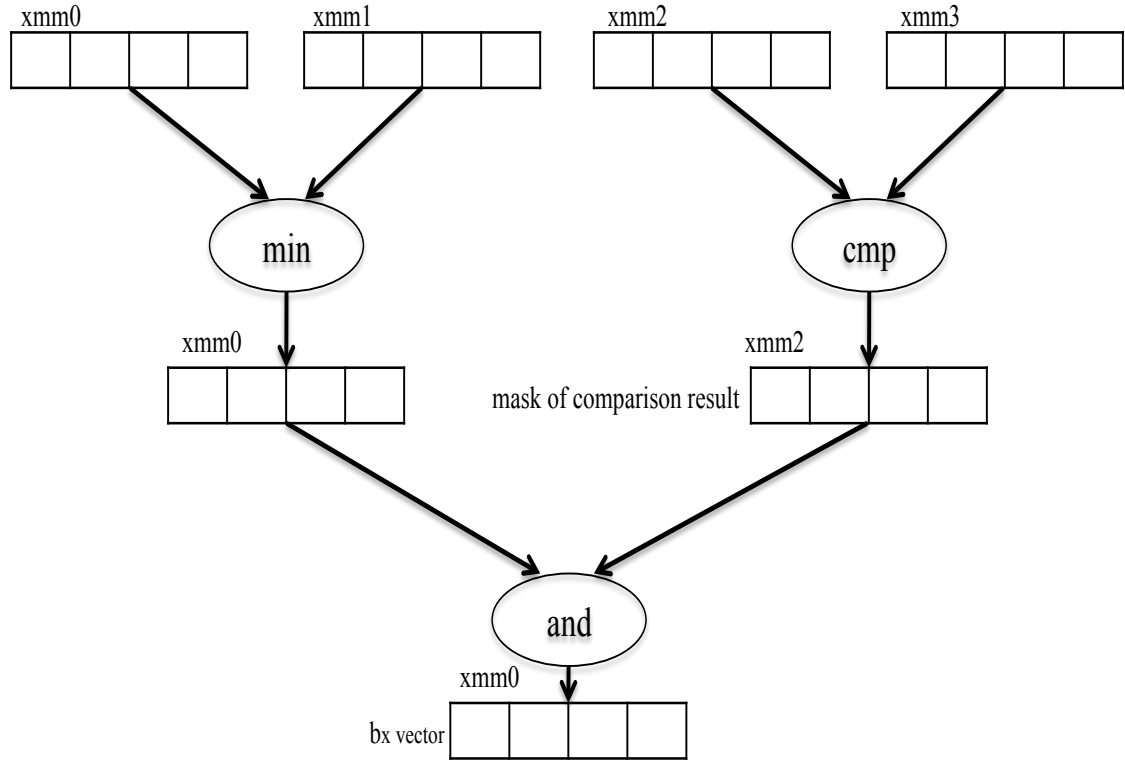 xmm0
xmm1
xmm2
xmm3
min
cmp
xmm0
xmm2
mask of comparison result
and
xmm0
bx vector